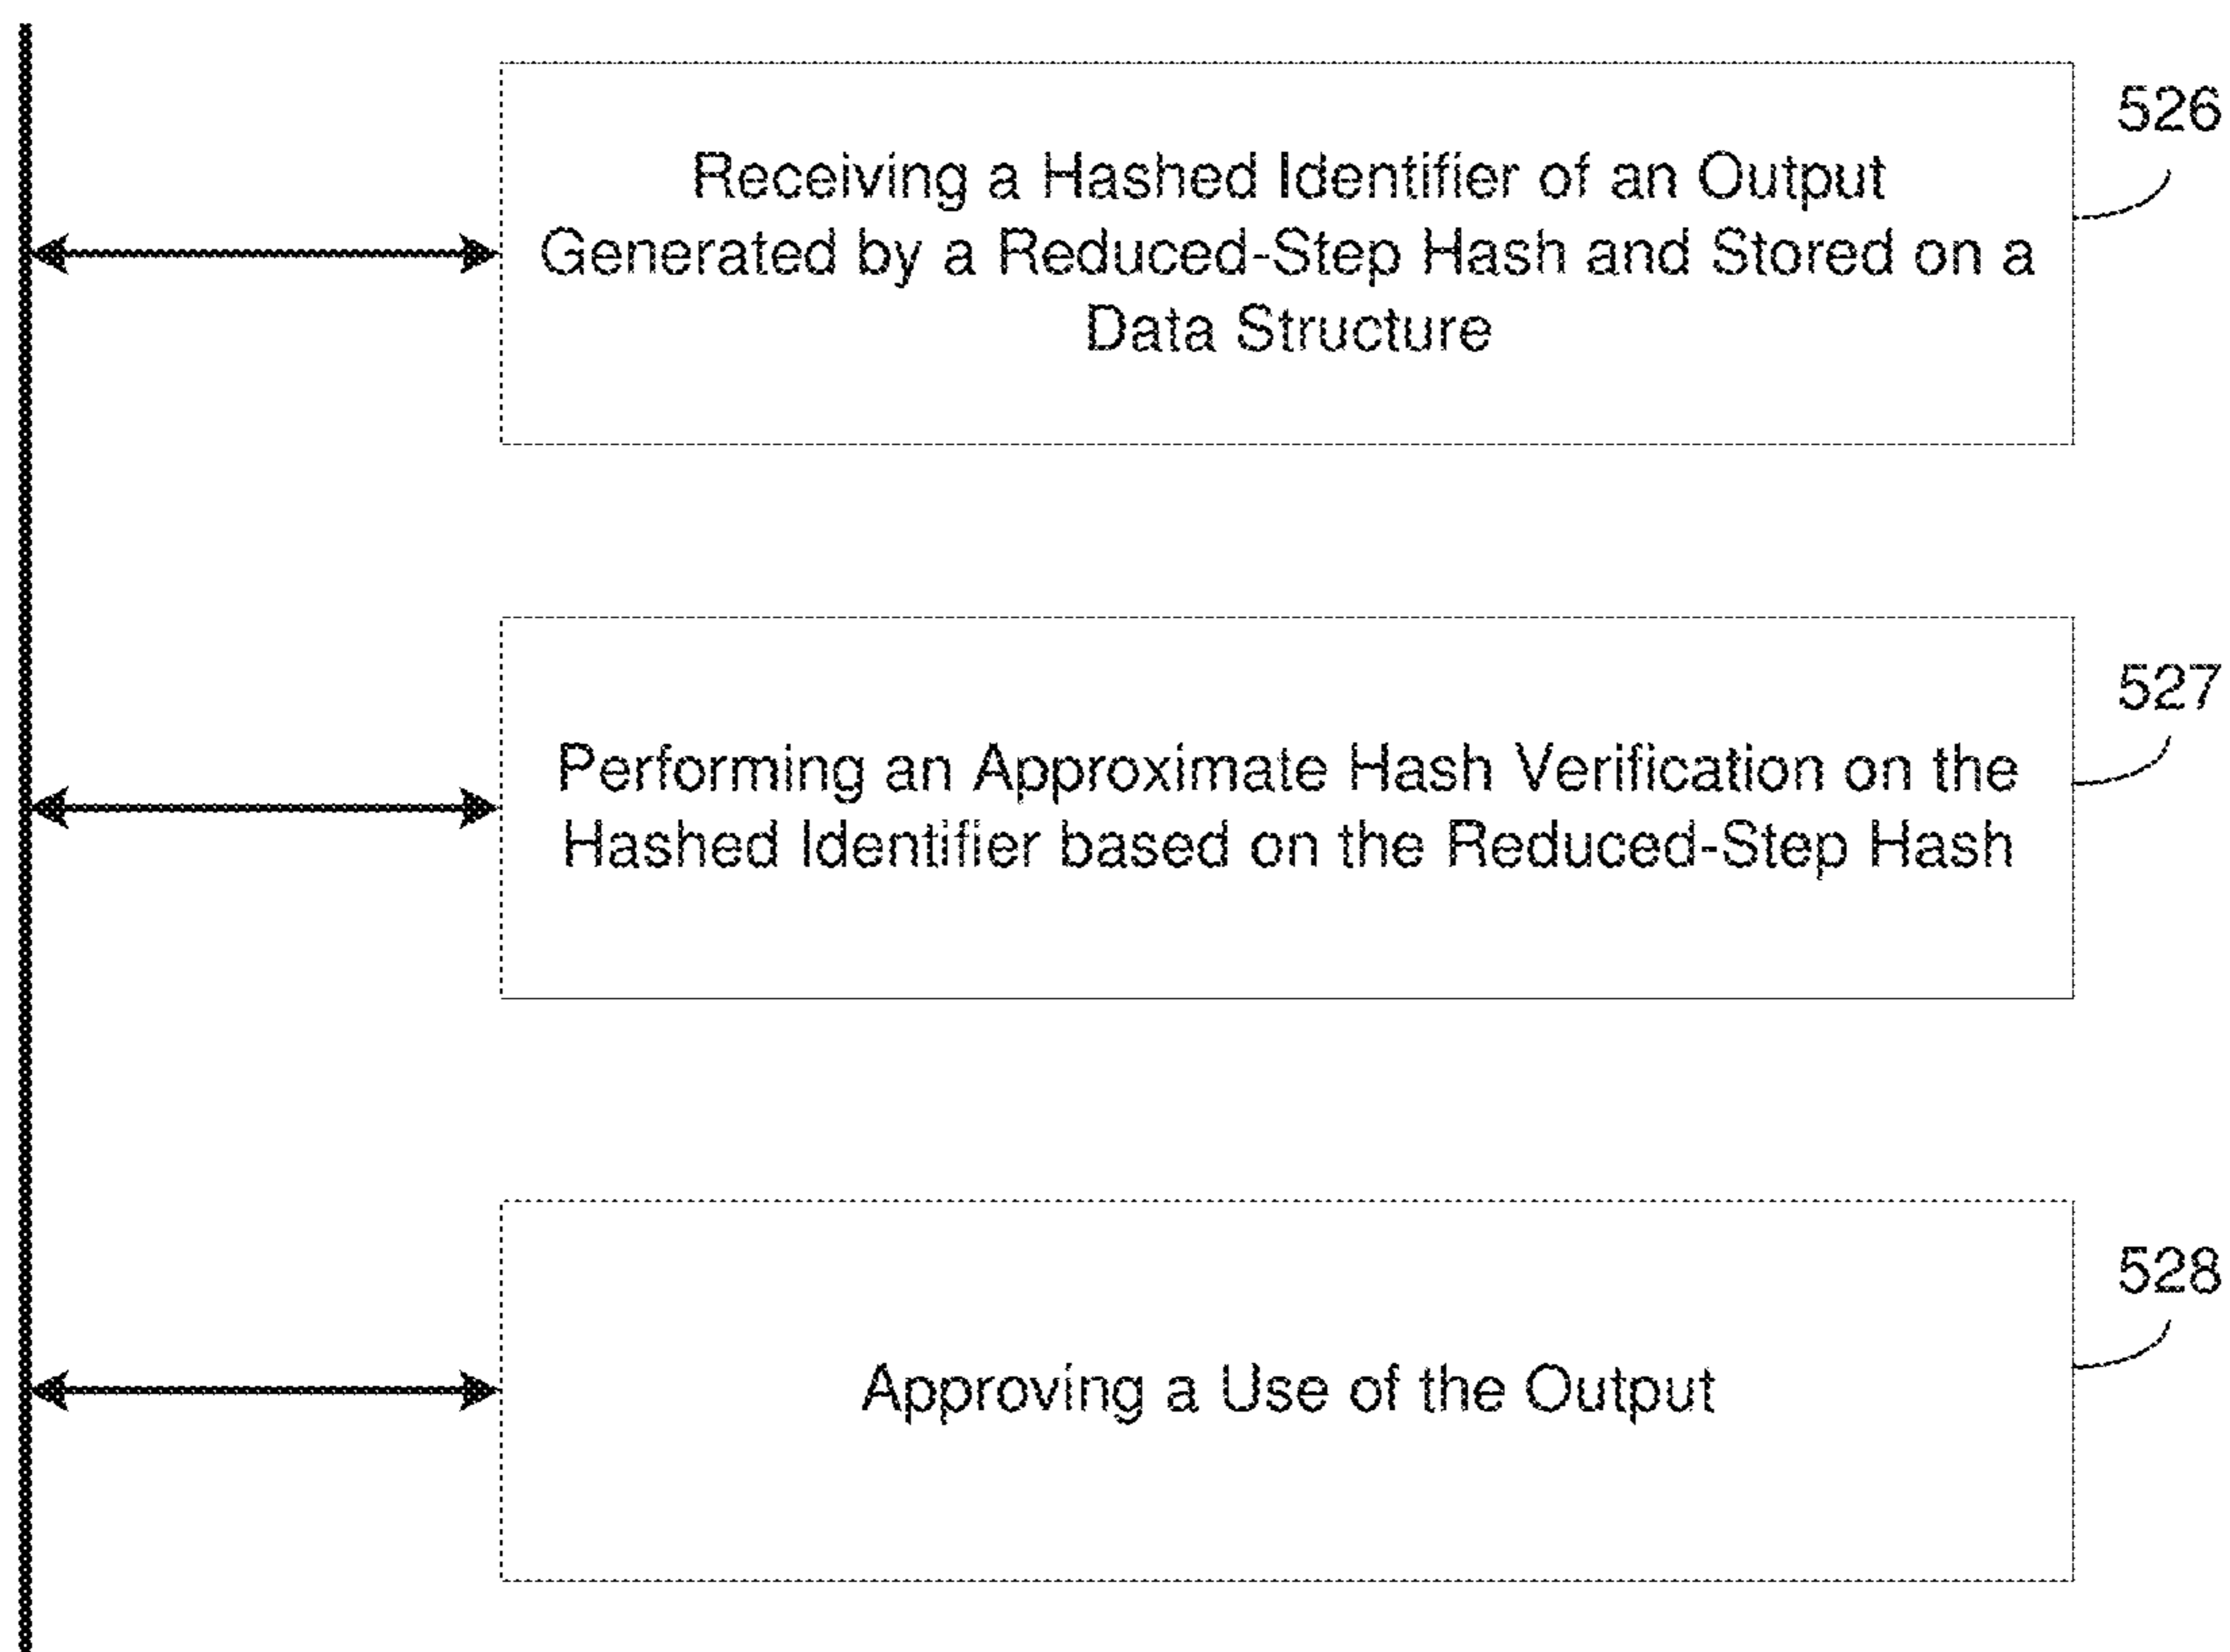 526
Receiving a Hashed Identifier of an Output
Generated by a Reduced-Step Hash and Stored on a
Data Structure
527
Performing an Approximate Hash Verification on the
Hashed Identifier based on the Reduced-Step Hash
528
Approving a Use of the Output